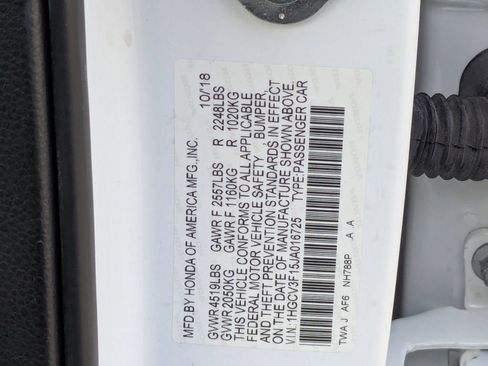 MFD.BY HONDA OF AMERICA MFG.,INC. 10/18
GVWR 4519LBS GAWR F 2557LBS R 2248LBS
GVWR 2050KG GAWR F 1160KG R 1020KG
THIS VEHICLE CONFORMS TO ALL APPLICABLE
FEDERAL MOTOR VEHICLE SAFETY, BUMPER,
AND THEFT PREVENTION STANDARDS IN EFFECT
ON THE DATE OF MANUFACTURE SHOWN ABOVE.
V.I.N.:1HGCV3F15JA016725 TYPE:PASSENGER CAR
TWA J AF6 NH788P A A